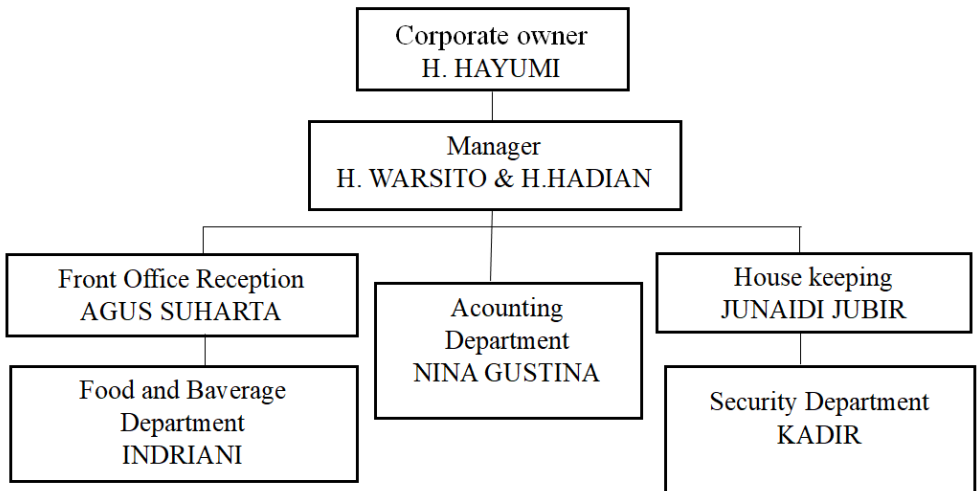 Corporate owner
H. HAYUMI
Manager
H. WARSITO & H.HADIAN
Front Office Reception
AGUS SUHARTA
Acounting
Department
NINA GUSTINA
House keeping
JUNAIDI JUBIR
Food and Baverage
Department
INDRIANI
Security Department
KADIR